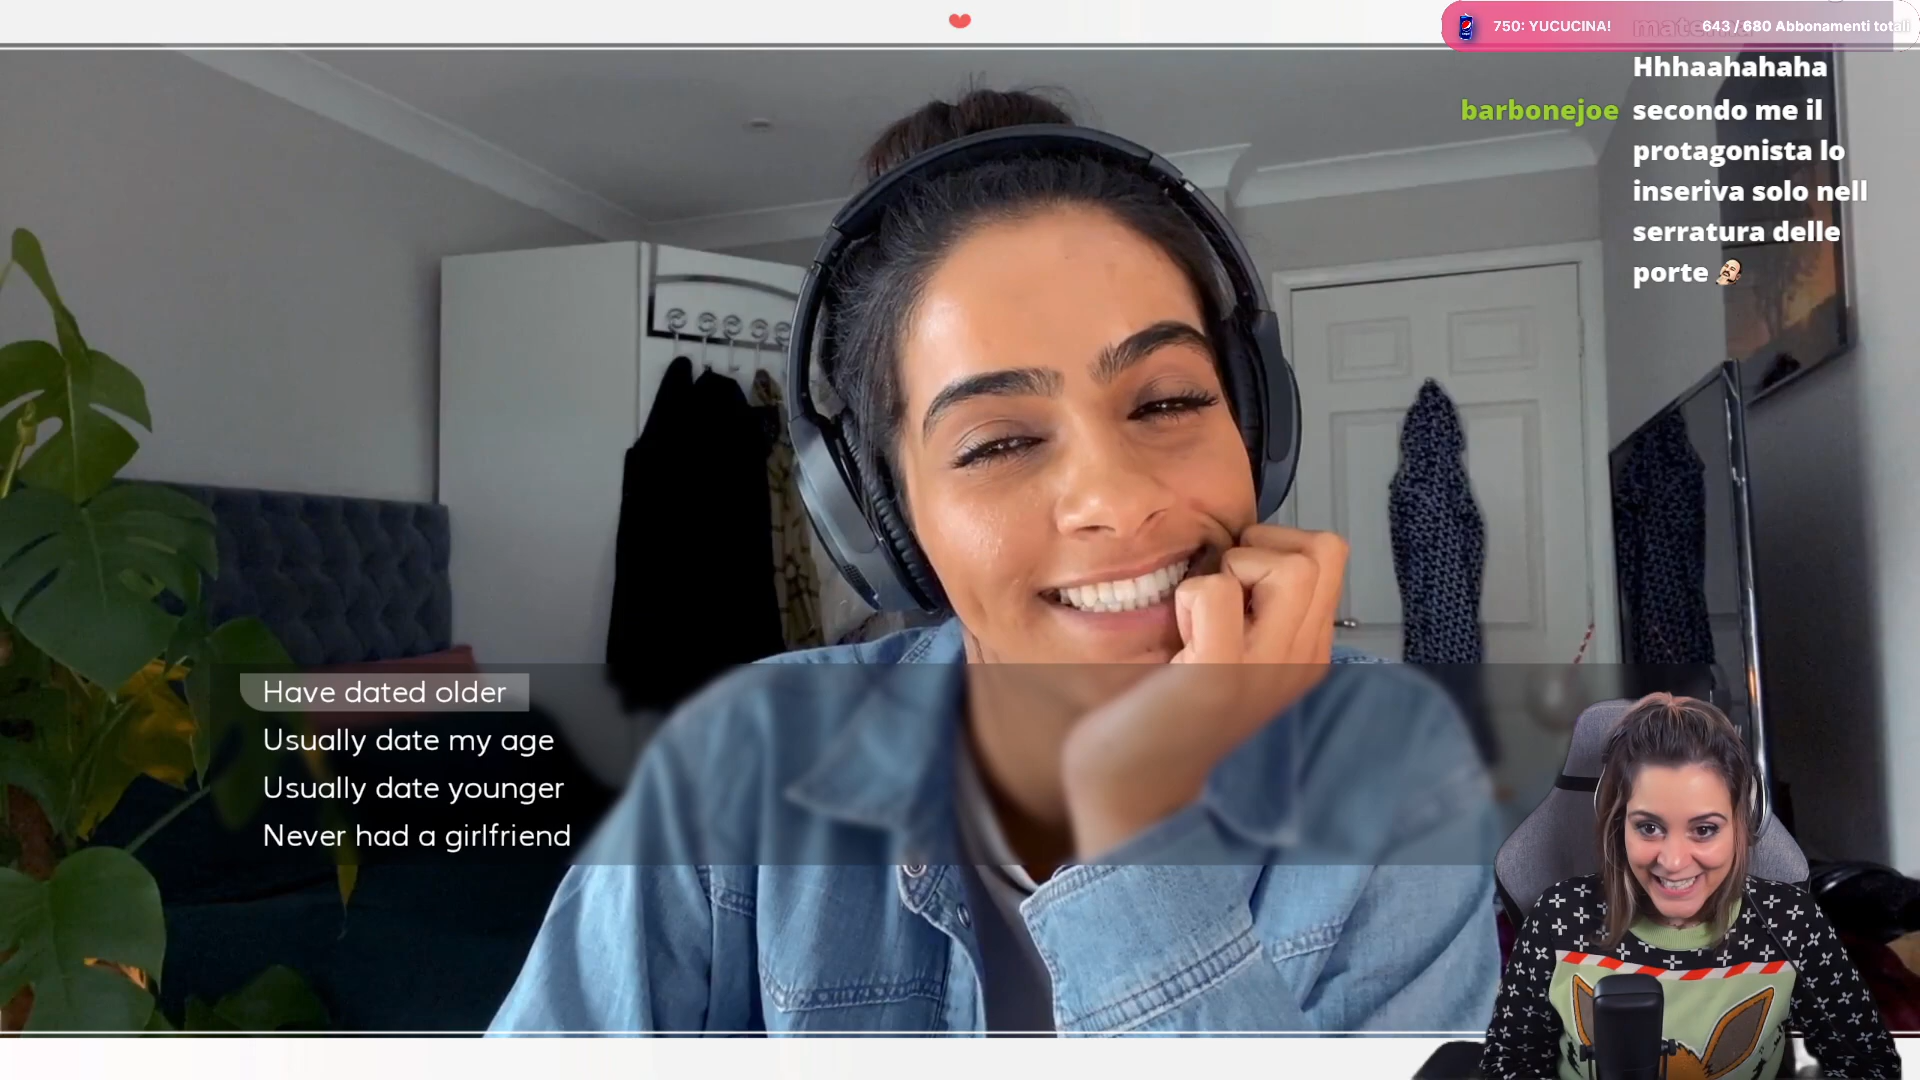 750: YUCUCINA!
643 / 680 Abbonamenti totali
Hhhaahahaha
barbonejoe secondo me il
protagonista lo
inseriva solo nell
serratura delle
porte
Have dated older
Usually date my age
Usually date younger
Never had a girlfriend